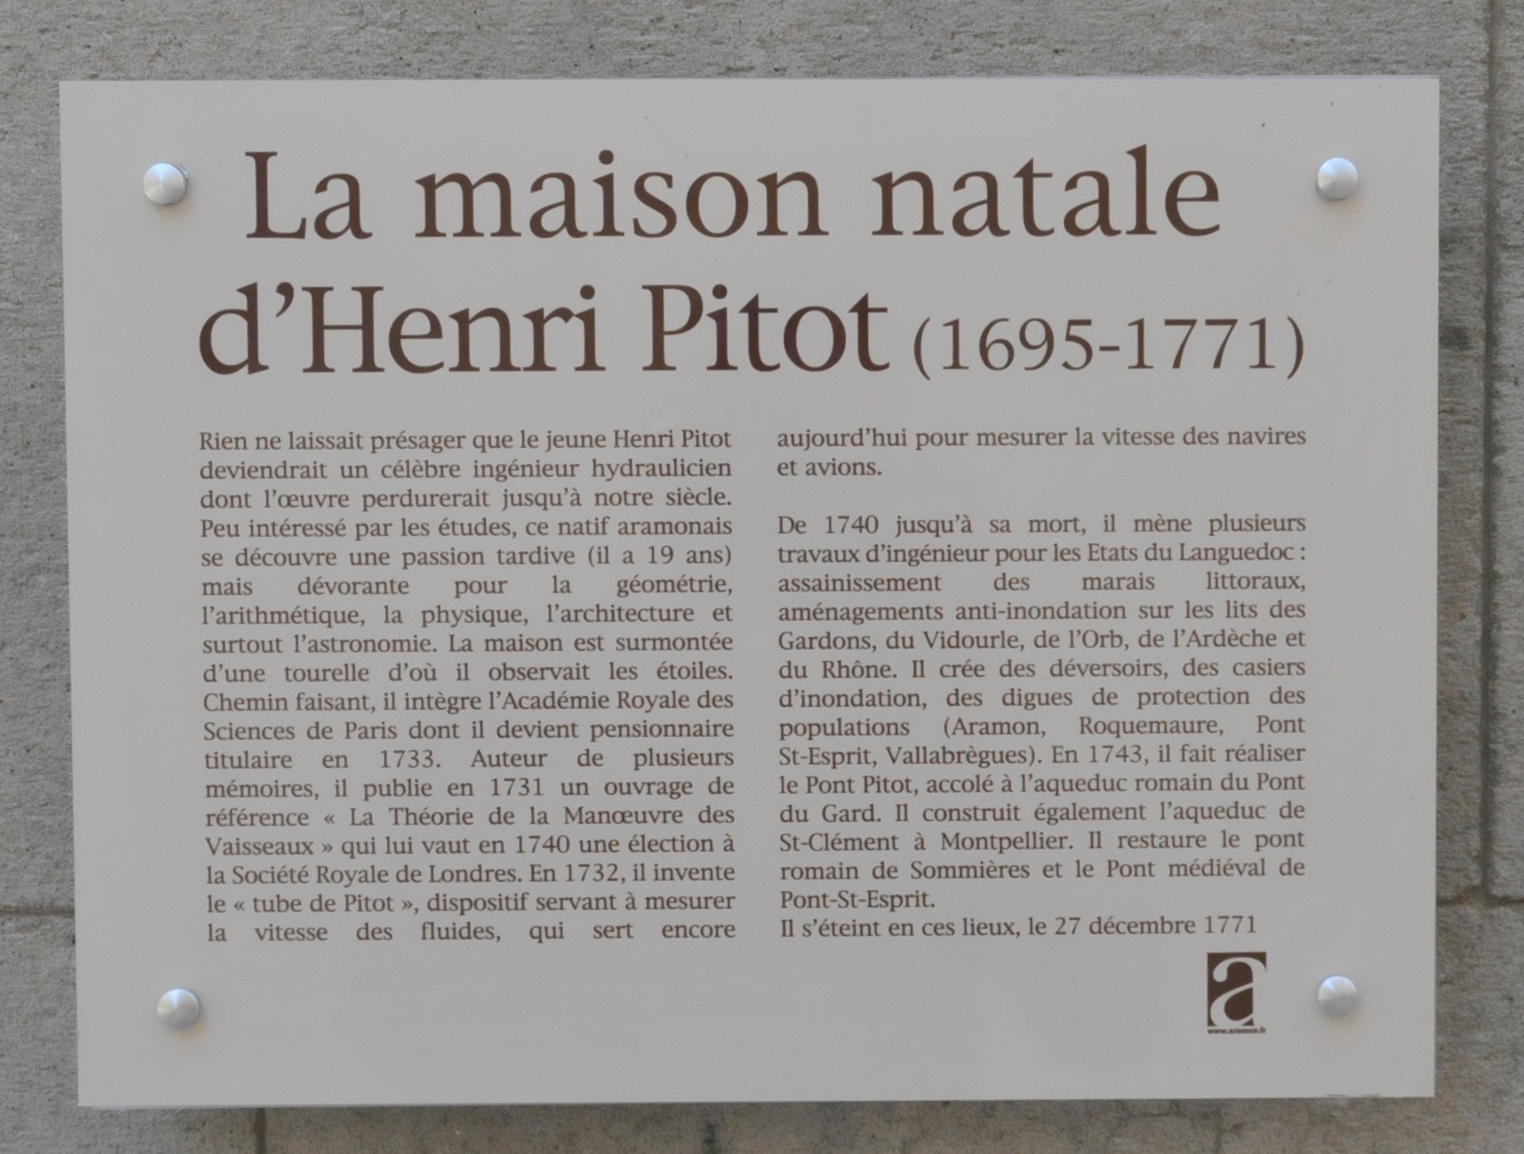 La maison natale
d'Henri Pitot (1695-1771)
Rien ne laissait présager que le jeune Henri Pitot
deviendrait un célèbre ingénieur hydraulicien
dont l'œuvre perdurerait jusqu'à notre siècle.
Peu intéressé par les études, ce natif aramonais
se découvre une passion tardive (il a 19 ans)
mais dévorante pour la géométrie,
l'arithmétique, la physique, l'architecture et
surtout l'astronomie. La maison est surmontée
d'une tourelle d'où il observait les étoiles.
Chemin faisant, il intègre l'Académie Royale des
Sciences de Paris dont il devient pensionnaire
titulaire en 1733. Auteur de plusieurs
mémoires, il publie en 1731 un ouvrage de
référence « La Théorie de la Manœuvre des
Vaisseaux » qui lui vaut en 1740 une élection à
la Société Royale de Londres. En 1732, il invente
le « tube de Pitot », dispositif servant à mesurer
la vitesse des fluides, qui sert encore
aujourd'hui pour mesurer la vitesse des navires
et avions.
De 1740 jusqu'à sa mort, il mène plusieurs
travaux d'ingénieur pour les Etats du Languedoc :
assainissement des marais littoraux,
aménagements anti-inondation sur les lits des
Gardons, du Vidourle, de l'Orb, de l'Ardèche et
du Rhône. Il crée des déversoirs, des casiers
d'inondation, des digues de protection des
populations (Aramon, Roquemaure, Pont
St-Esprit, Vallabrègues). En 1743, il fait réaliser
le Pont Pitot, accolé à l'aqueduc romain du Pont
du Gard. Il construit également l'aqueduc de
St-Clément à Montpellier. Il restaure le pont
romain de Sommières et le Pont médiéval de
Pont-St-Esprit.
Il s'éteint en ces lieux, le 27 décembre 1771
a
www.aramon.fr